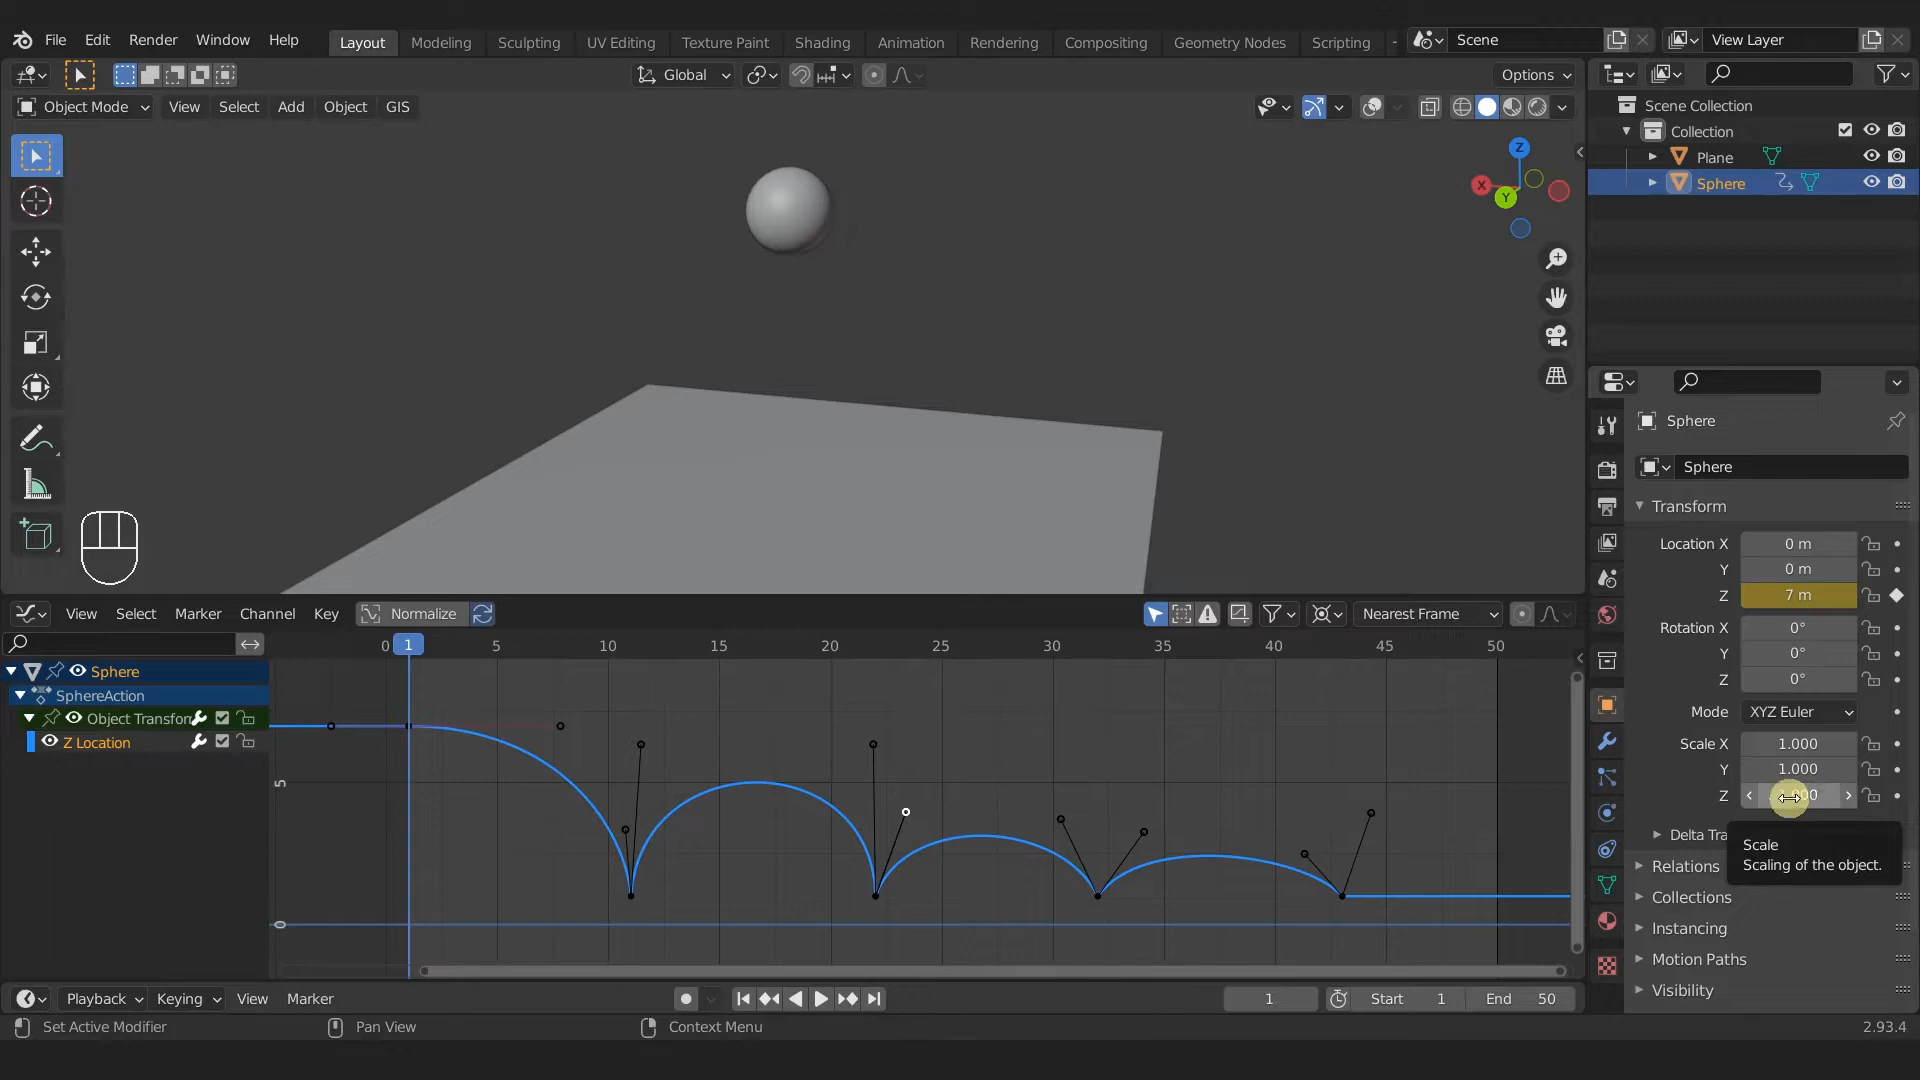 File Edit Render Window Help Layout Modeling Sculpting UV Editing Texture Paint Shading Animation Rendering Compositing Geometry Nodes Scripting Scene View Layer
Global Options
Object Mode View Select Add Object GIS
Scene Collection
Collection
Plane
Sphere
Z
X
Y
Sphere
Sphere
Transform
Location X 0 m
Y 0 m
Z 7 m
Rotation X 0°
Y 0°
Z 0°
Mode XYZ Euler
Scale X 1.000
Y 1.000
Z
Delta Tra
Scale
Scaling of the object.
Relations
Collections
Instancing
Motion Paths
Visibility
View Select Marker Channel Key Normalize Nearest Frame
0 1 5 10 15 20 25 30 35 40 45 50
Sphere
SphereAction
Object Transfor
Z Location
5
0
Playback Keying View Marker 1 Start 1 End 50
Set Active Modifier Pan View Context Menu 2.93.4